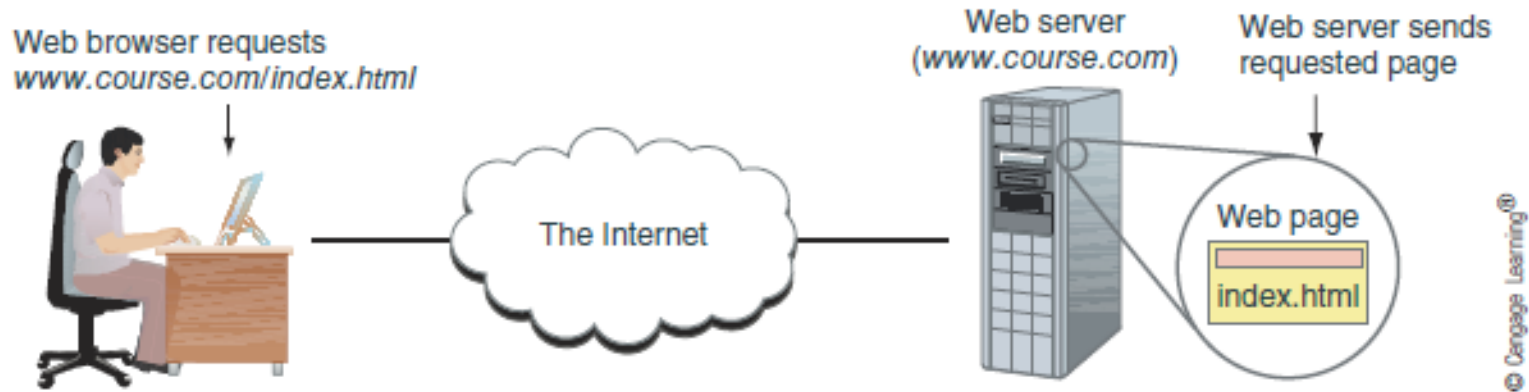 Web browser requests
www.course.com/index.html
The Internet
Web server
(www.course.com)
Web server sends
requested page
Web page
index.html
© Cengage Learning®